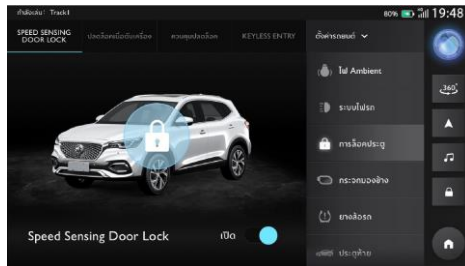 กำลังเล่น: Track1
80%
19:48
SPEED SENSING
DOOR LOCK
ปลดล็อคเมื่อดับเครื่อง
ควบคุมปลดล็อค
KEYLESS ENTRY
ตั้งค่ารถยนต์
ไฟ Ambient
360°
ระบบไฟรถ
การล็อคประตู
กระจกมองข้าง
Speed Sensing Door Lock
เปิด
ยางล้อรถ
ประตูท้าย